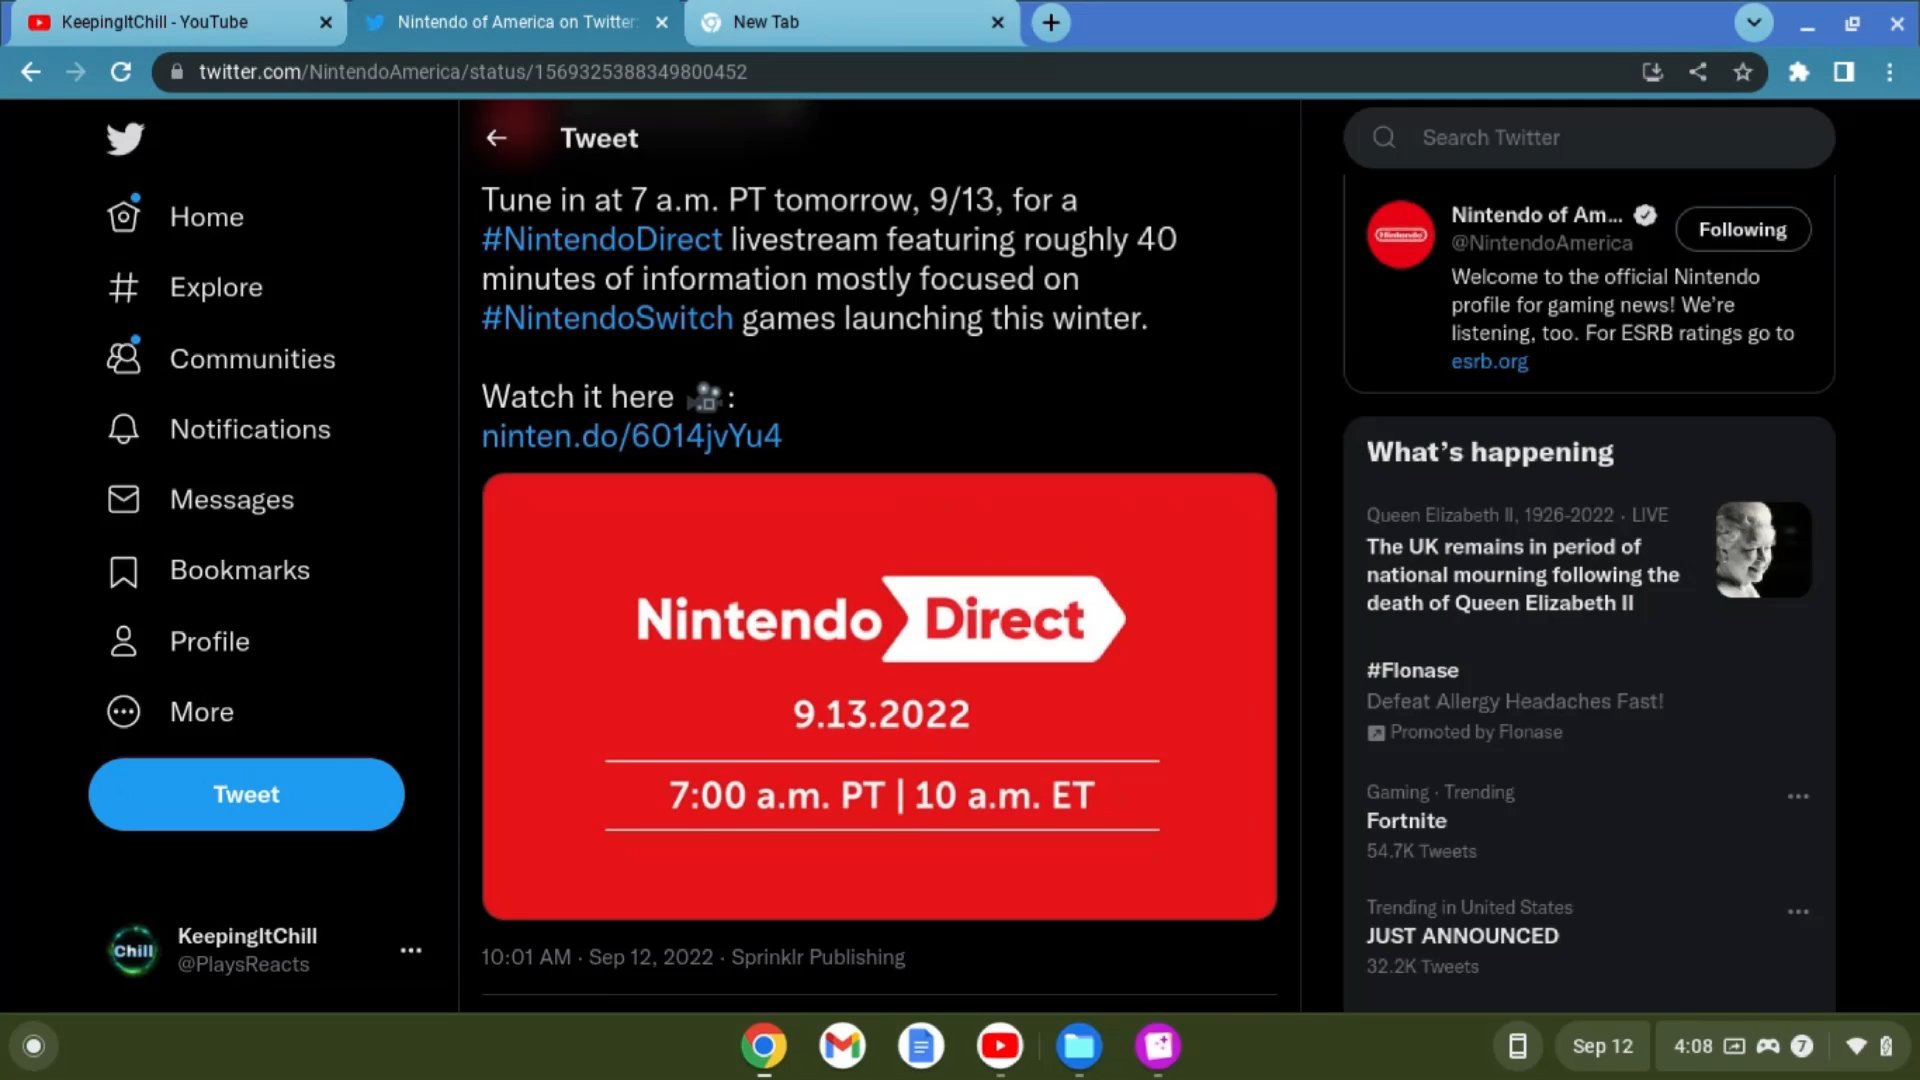 KeepingItChill - YouTube
Nintendo of America on Twitter:
New Tab
twitter.com/NintendoAmerica/status/1569325388349800452
Home
Explore
Communities
Notifications
Messages
Bookmarks
Profile
More
Tweet
KeepingItChill
@PlaysReacts
Chill
Tweet
Tune in at 7 a.m. PT tomorrow, 9/13, for a
#NintendoDirect livestream featuring roughly 40
minutes of information mostly focused on
#NintendoSwitch games launching this winter.
Watch it here 🎥:
ninten.do/6014jvYu4
Nintendo Direct
9.13.2022
7:00 a.m. PT | 10 a.m. ET
10:01 AM · Sep 12, 2022 · Sprinklr Publishing
Search Twitter
Nintendo
Nintendo of Am...
@NintendoAmerica
Following
Welcome to the official Nintendo
profile for gaming news! We're
listening, too. For ESRB ratings go to
esrb.org
What's happening
Queen Elizabeth II, 1926-2022 · LIVE
The UK remains in period of
national mourning following the
death of Queen Elizabeth II
#Flonase
Defeat Allergy Headaches Fast!
Promoted by Flonase
Gaming · Trending
Fortnite
54.7K Tweets
Trending in United States
JUST ANNOUNCED
32.2K Tweets
Sep 12
4:08
7